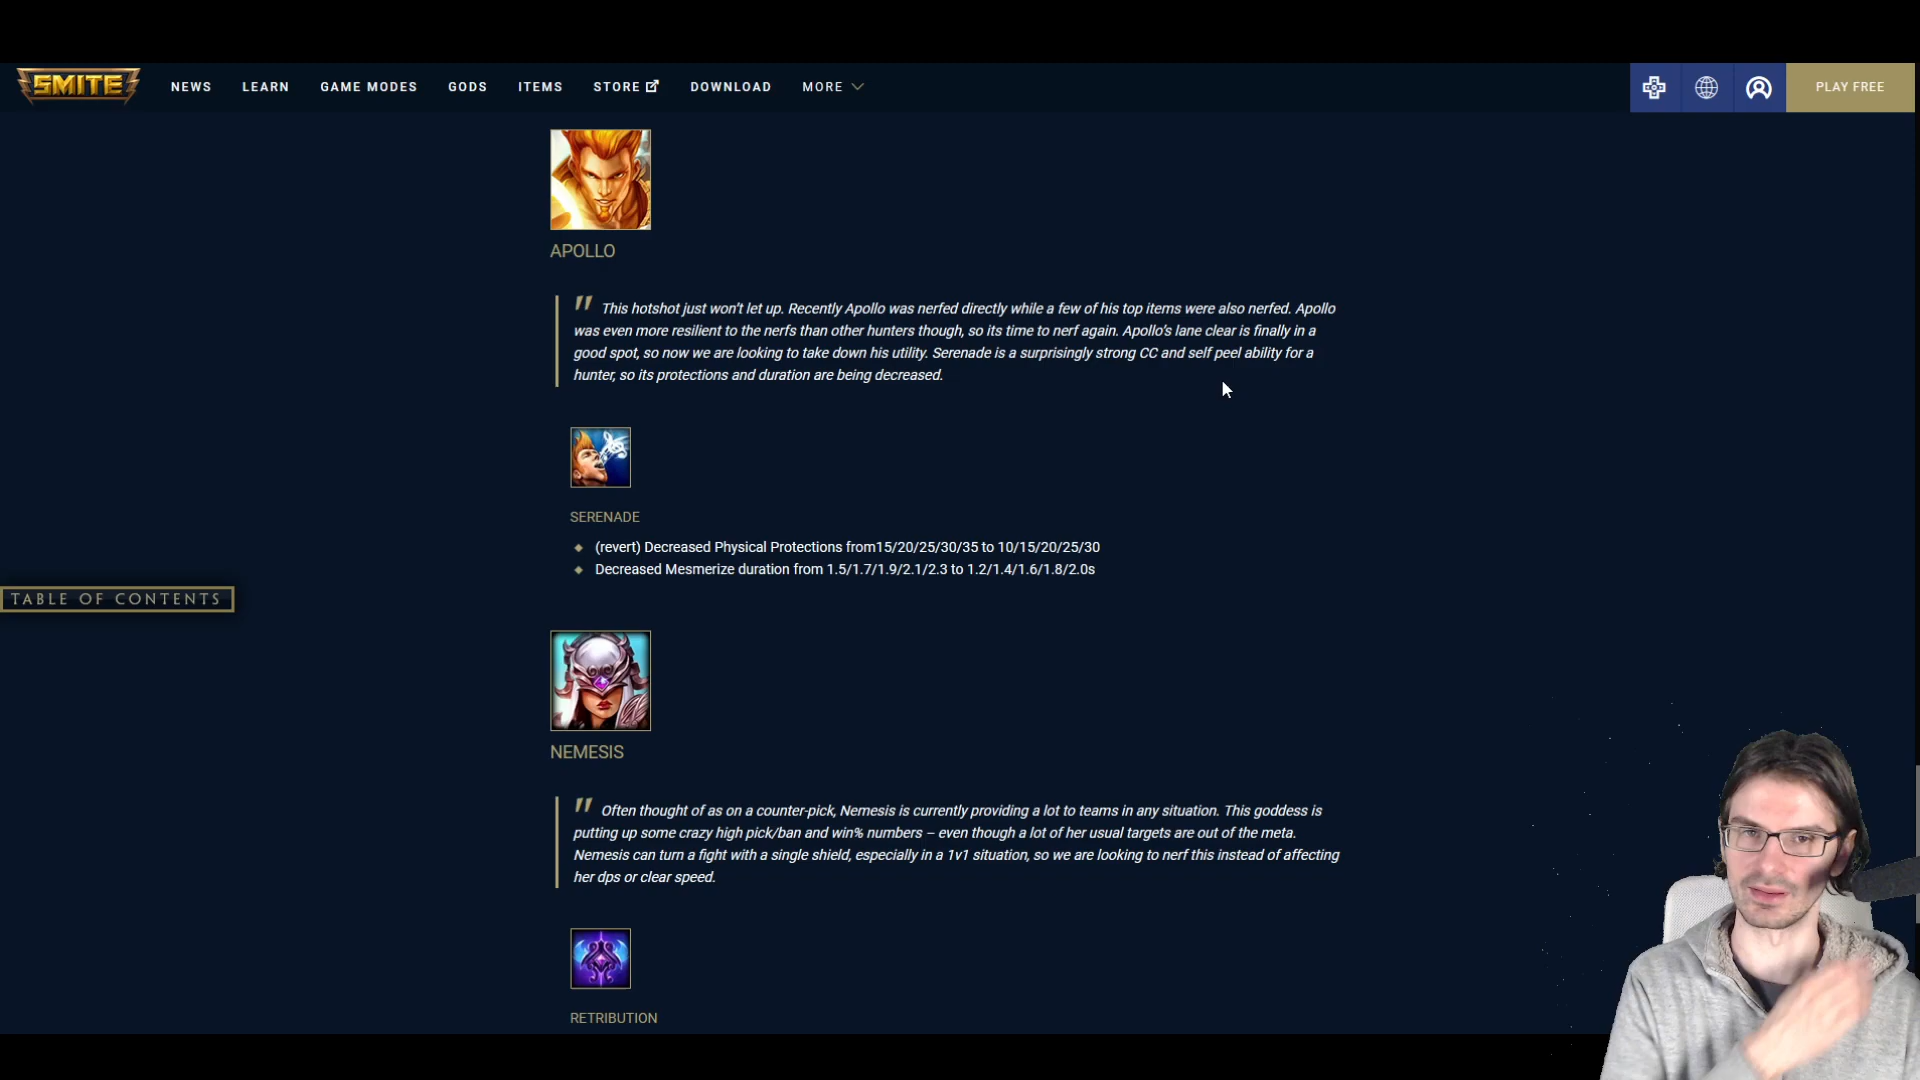 SMITE NEWS LEARN GAME MODES GODS ITEMS STORE DOWNLOAD MORE PLAY FREE
APOLLO
" This hotshot just won't let up. Recently Apollo was nerfed directly while a few of his top items were also nerfed. Apollo
was even more resilient to the nerfs than other hunters though, so its time to nerf again. Apollo's lane clear is finally in a
good spot, so now we are looking to take down his utility. Serenade is a surprisingly strong CC and self peel ability for a
hunter, so its protections and duration are being decreased.
SERENADE
(revert) Decreased Physical Protections from15/20/25/30/35 to 10/15/20/25/30
Decreased Mesmerize duration from 1.5/1.7/1.9/2.1/2.3 to 1.2/1.4/1.6/1.8/2.0s
TABLE OF CONTENTS
NEMESIS
" Often thought of as on a counter-pick, Nemesis is currently providing a lot to teams in any situation. This goddess is
putting up some crazy high pick/ban and win% numbers – even though a lot of her usual targets are out of the meta.
Nemesis can turn a fight with a single shield, especially in a 1v1 situation, so we are looking to nerf this instead of affecting
her dps or clear speed.
RETRIBUTION